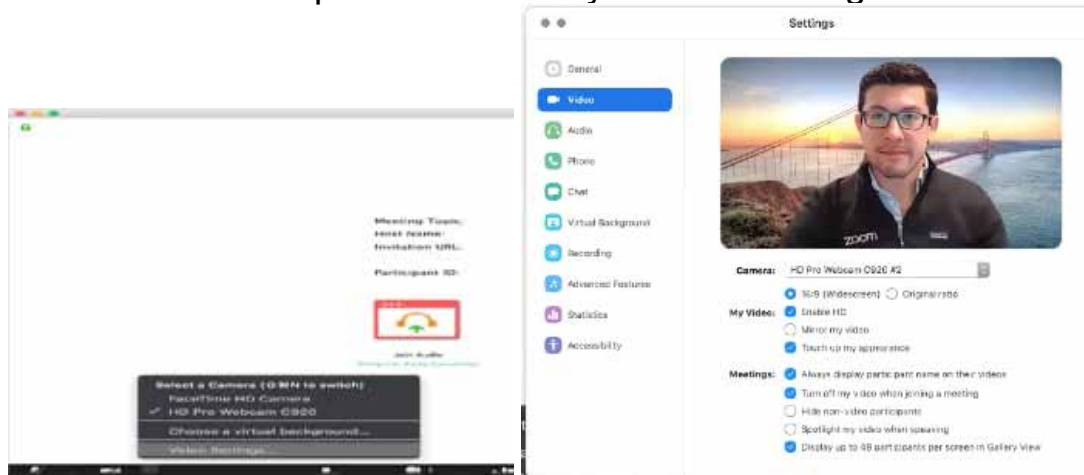 Settings
General
Video
Audio
Phone
Chat
Virtual Background
Recording
Advanced Features
Statistics
Accessibility
zoom
Camera: HD Pro Webcam C920 #2
16:9 (Widescreen) Original ratio
My Video: Enable HD
Mirror my video
Touch up my appearance
Meetings: Always display participant name on their videos
Turn off my video when joining a meeting
Hide non-video participants
Spotlight my video when speaking
Display up to 49 participants per screen in Gallery View
Meeting Topic:
Host Name:
Invitation URL:
Participant ID:
Join Audio
Select a Camera (⇧⌘N to switch)
FaceTime HD Camera
✓ HD Pro Webcam C920
Choose a virtual background...
Video Settings...